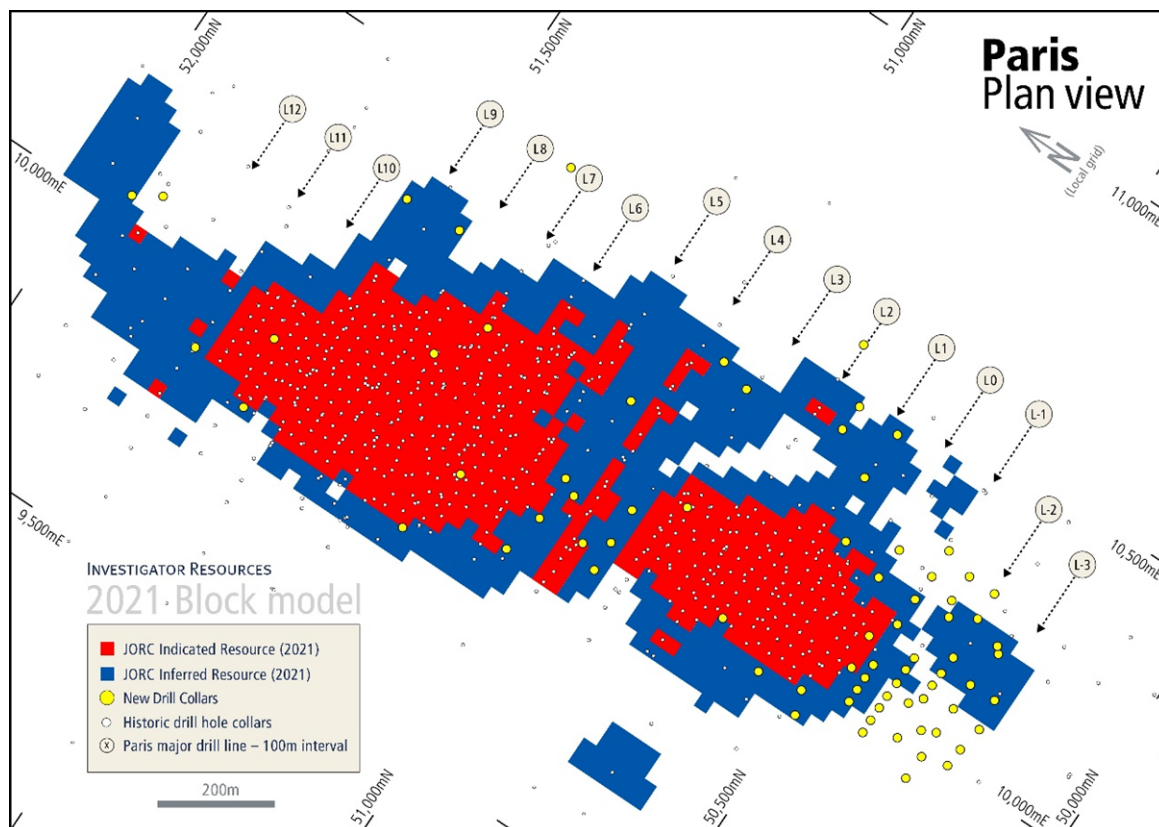 52,000mN
51,500mN
51,000mN
Paris
Plan view
N
(Local grid)
10,000mE
11,000mE
L12
L11
L10
L9
L8
L7
L6
L5
L4
L3
L2
L1
L0
L-1
L-2
L-3
9,500mE
10,500mE
INVESTIGATOR RESOURCES
2021 Block model
JORC Indicated Resource (2021)
JORC Inferred Resource (2021)
New Drill Collars
Historic drill hole collars
X Paris major drill line – 100m interval
200m
51,000mN
50,500mN
10,000mE
50,000mN